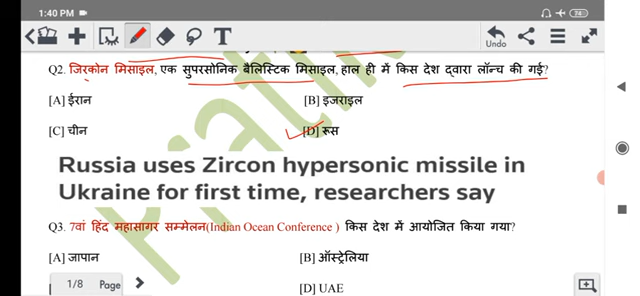 1:40 PM
74
Undo
Q2. जिरकोन मिसाइल, एक सुपरसोनिक बैलिस्टिक मिसाइल, हाल ही में किस देश द्वारा लॉन्च की गई?
[A] ईरान [B] इजराइल
[C] चीन [D] रूस
Russia uses Zircon hypersonic missile in
Ukraine for first time, researchers say
Q3. 7वां हिंद महासागर सम्मेलन(Indian Ocean Conference ) किस देश में आयोजित किया गया?
[A] जापान [B] ऑस्ट्रेलिया
[D] UAE
1/8 Page